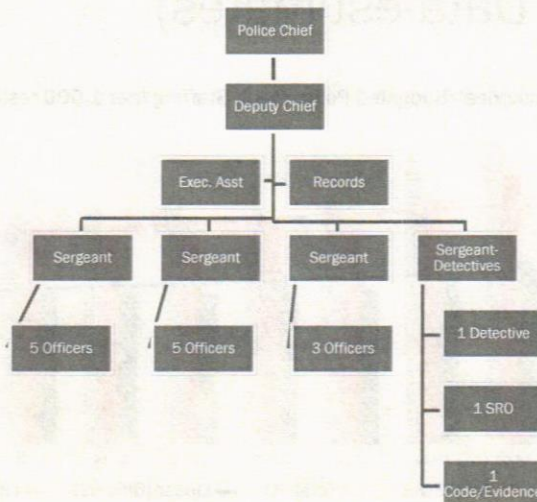 Police Chief
Deputy Chief
Exec. Asst
Records
Sergeant
Sergeant
Sergeant
Sergeant-
Detectives
5 Officers
5 Officers
3 Officers
1 Detective
1 SRO
1
Code/Evidence